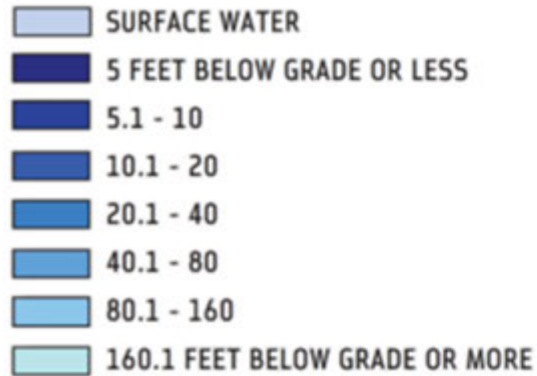 SURFACE WATER
5 FEET BELOW GRADE OR LESS
5.1 - 10
10.1 - 20
20.1 - 40
40.1 - 80
80.1 - 160
160.1 FEET BELOW GRADE OR MORE